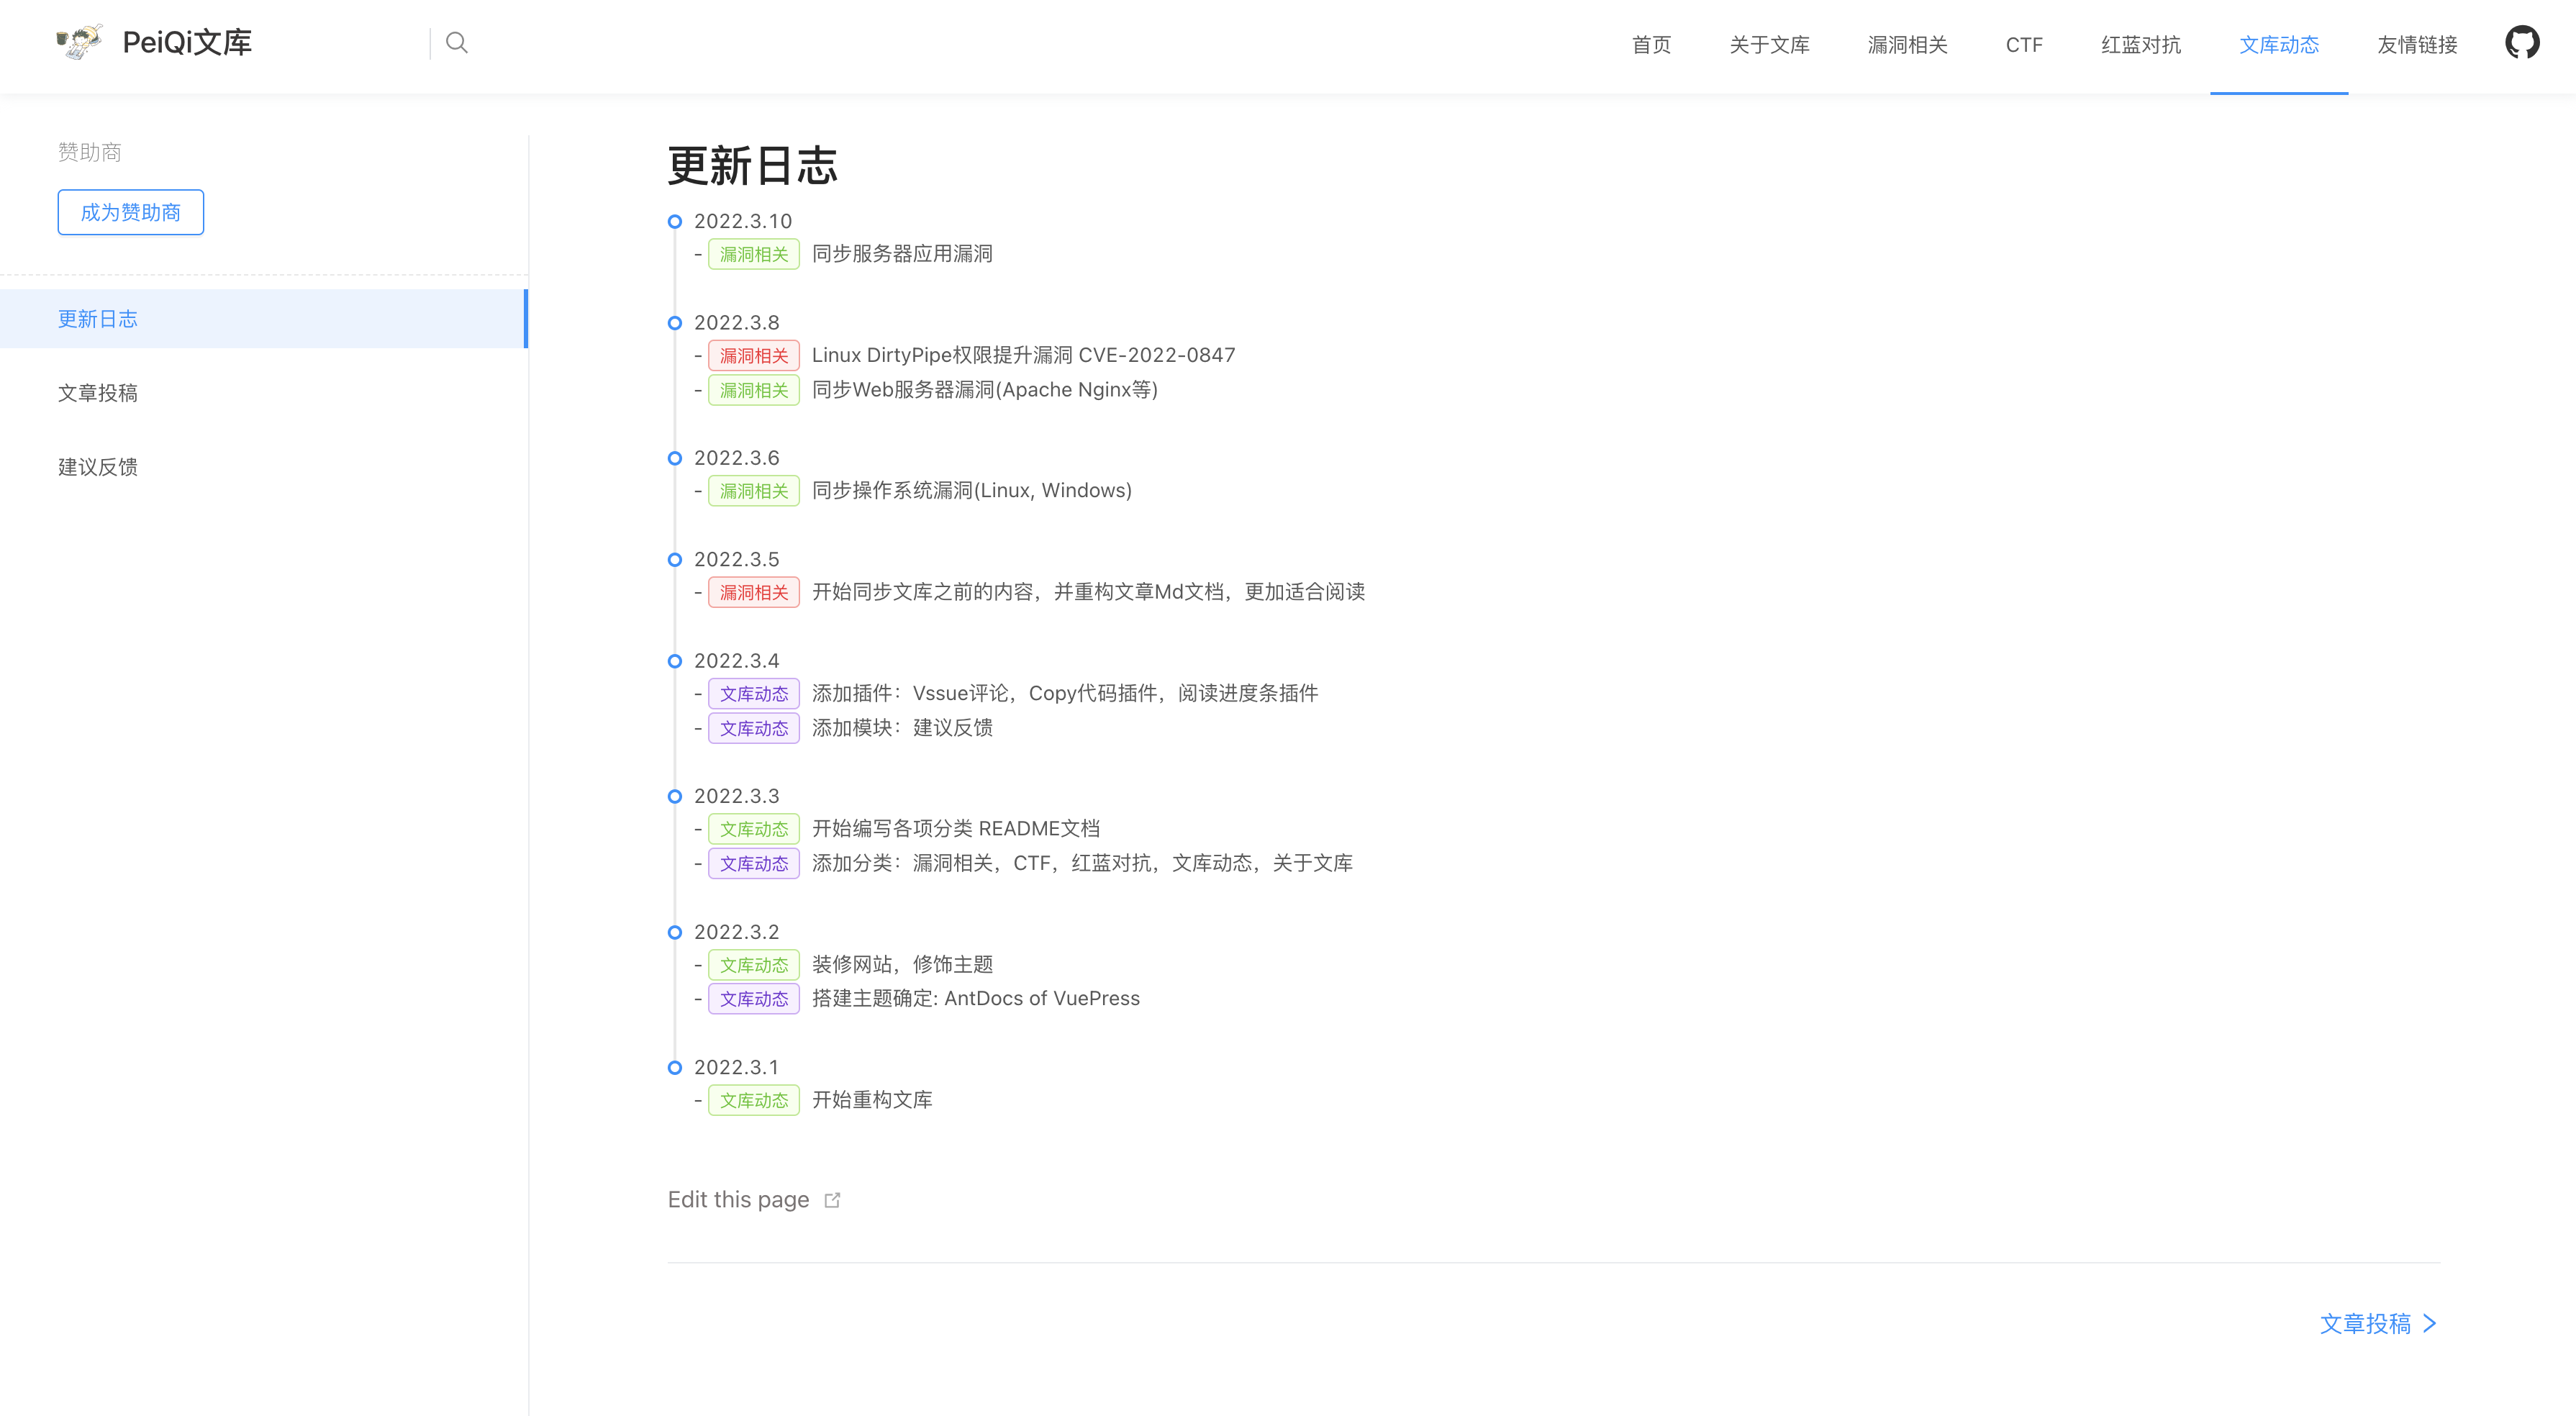 PeiQi文库
首页 关于文库 漏洞相关 CTF 红蓝对抗 文库动态 友情链接
赞助商
成为赞助商
更新日志
文章投稿
建议反馈
更新日志
2022.3.10
- 漏洞相关 同步服务器应用漏洞
2022.3.8
- 漏洞相关 Linux DirtyPipe权限提升漏洞 CVE-2022-0847
- 漏洞相关 同步Web服务器漏洞(Apache Nginx等)
2022.3.6
- 漏洞相关 同步操作系统漏洞(Linux, Windows)
2022.3.5
- 漏洞相关 开始同步文库之前的内容，并重构文章Md文档，更加适合阅读
2022.3.4
- 文库动态 添加插件：Vssue评论，Copy代码插件，阅读进度条插件
- 文库动态 添加模块：建议反馈
2022.3.3
- 文库动态 开始编写各项分类 README文档
- 文库动态 添加分类：漏洞相关，CTF，红蓝对抗，文库动态，关于文库
2022.3.2
- 文库动态 装修网站，修饰主题
- 文库动态 搭建主题确定: AntDocs of VuePress
2022.3.1
- 文库动态 开始重构文库
Edit this page
文章投稿